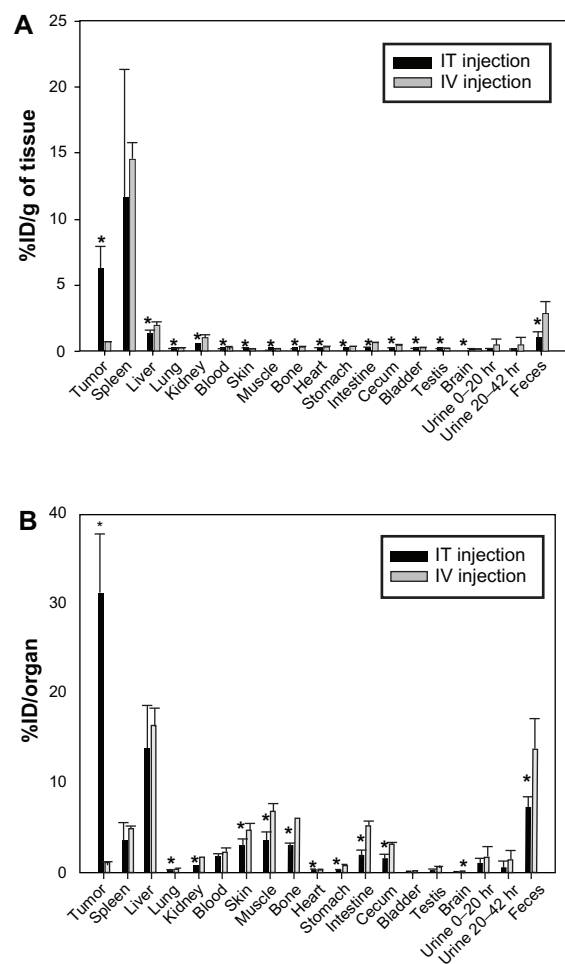 A
25
20
15
10
5
0
%ID/g of tissue
IT injection
IV injection
* * * * * * * * * * * * * * * *
Tumor
Spleen
Liver
Lung
Kidney
Blood
Skin
Muscle
Bone
Heart
Stomach
Intestine
Cecum
Bladder
Testis
Brain
Urine 0–20 hr
Urine 20–42 hr
Feces
B
40
30
20
10
0
%ID/organ
IT injection
IV injection
* * * * * * * * * * * *
Tumor
Spleen
Liver
Lung
Kidney
Blood
Skin
Muscle
Bone
Heart
Stomach
Intestine
Cecum
Bladder
Testis
Brain
Urine 0–20 hr
Urine 20–42 hr
Feces